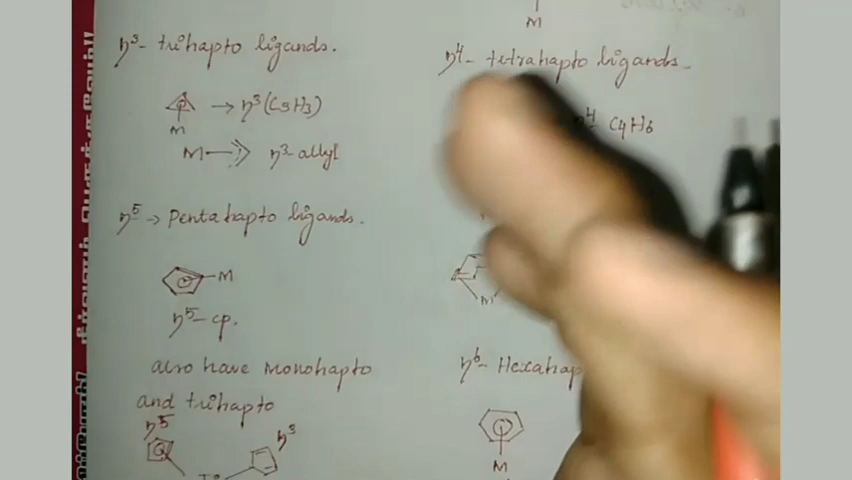 M
η³- trihapto ligands.
→ η³(C3H3)
M
M η³-allyl
η⁵ → Pentahapto ligands.
M
η⁵- cp.
also have Monohapto
and trihapto
η⁵
η³
η⁴- tetrahapto ligands-
η⁴- C4H6
M
η⁶- Hexahap
M